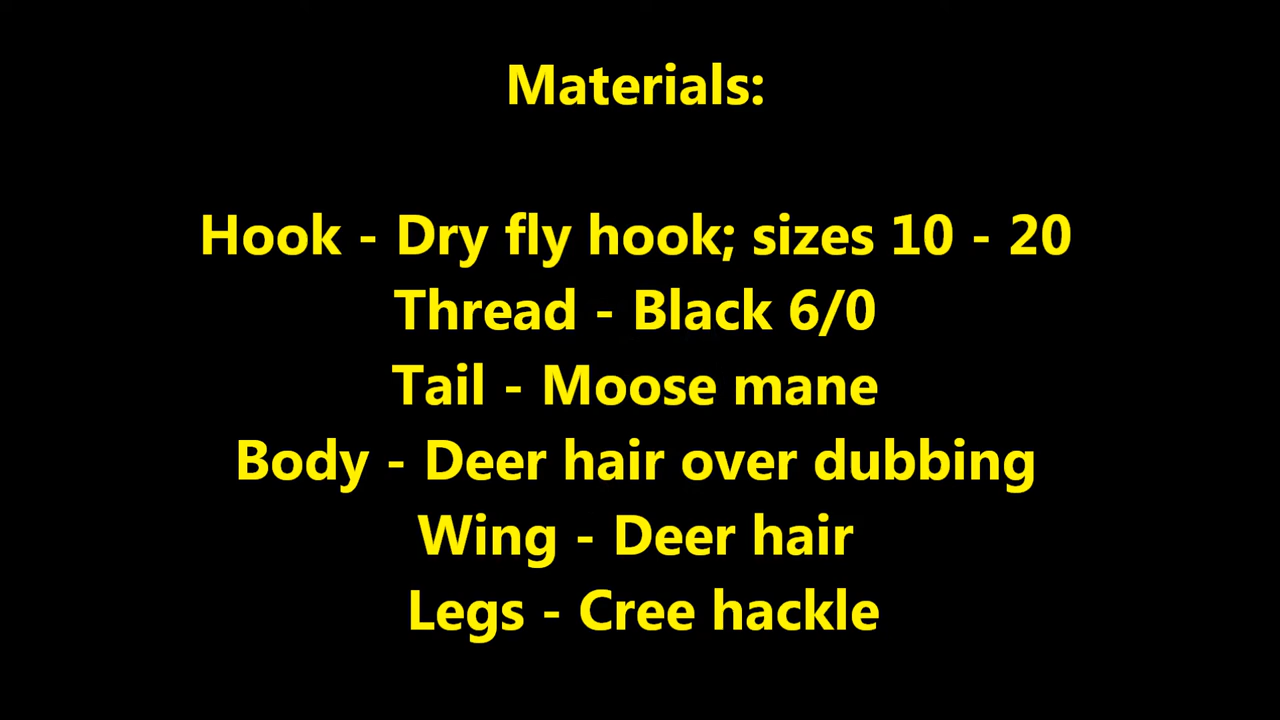 Materials:
Hook - Dry fly hook; sizes 10 - 20
Thread - Black 6/0
Tail - Moose mane
Body - Deer hair over dubbing
Wing - Deer hair
Legs - Cree hackle